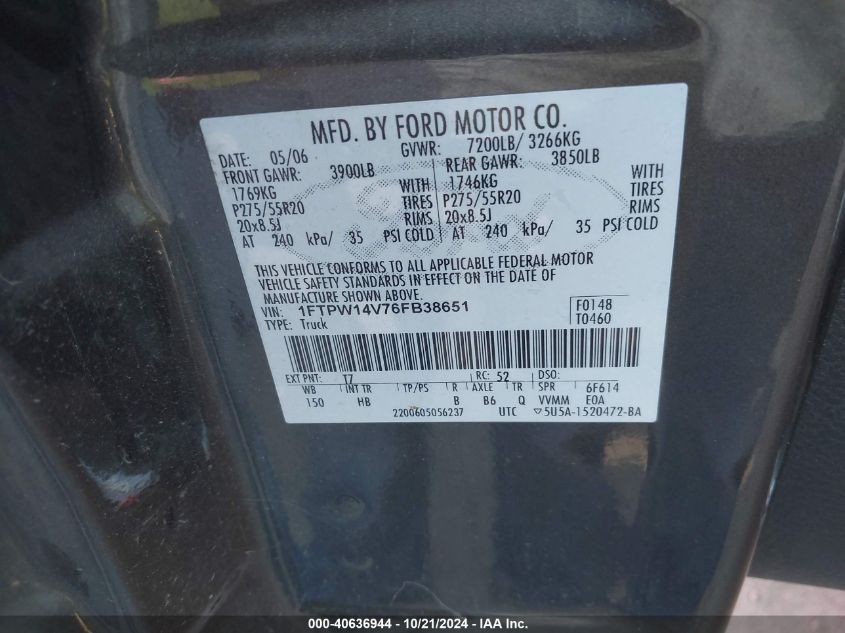 MFD. BY FORD MOTOR CO.
DATE: 05/06 GVWR: 7200LB/ 3266KG
FRONT GAWR: 3900LB REAR GAWR: 3850LB
1769KG WITH 1746KG WITH
P275/55R20 TIRES P275/55R20 TIRES
20x8.5J RIMS 20x8.5J RIMS
AT 240 kPa/ 35 PSI COLD AT 240 kPa/ 35 PSI COLD
THIS VEHICLE CONFORMS TO ALL APPLICABLE FEDERAL MOTOR
VEHICLE SAFETY STANDARDS IN EFFECT ON THE DATE OF
MANUFACTURE SHOWN ABOVE.
VIN: 1FTPW14V76FB38651 F0148
TYPE: Truck T0460
EXT PNT: T7 RC: 52 DSO:
WB INT TR TP/PS R AXLE TR SPR 6F614
150 HB B B6 Q VVMM E0A
2200605056237 UTC ▽5U5A-1520472-BA
000-40636944 - 10/21/2024 - IAAI Inc.